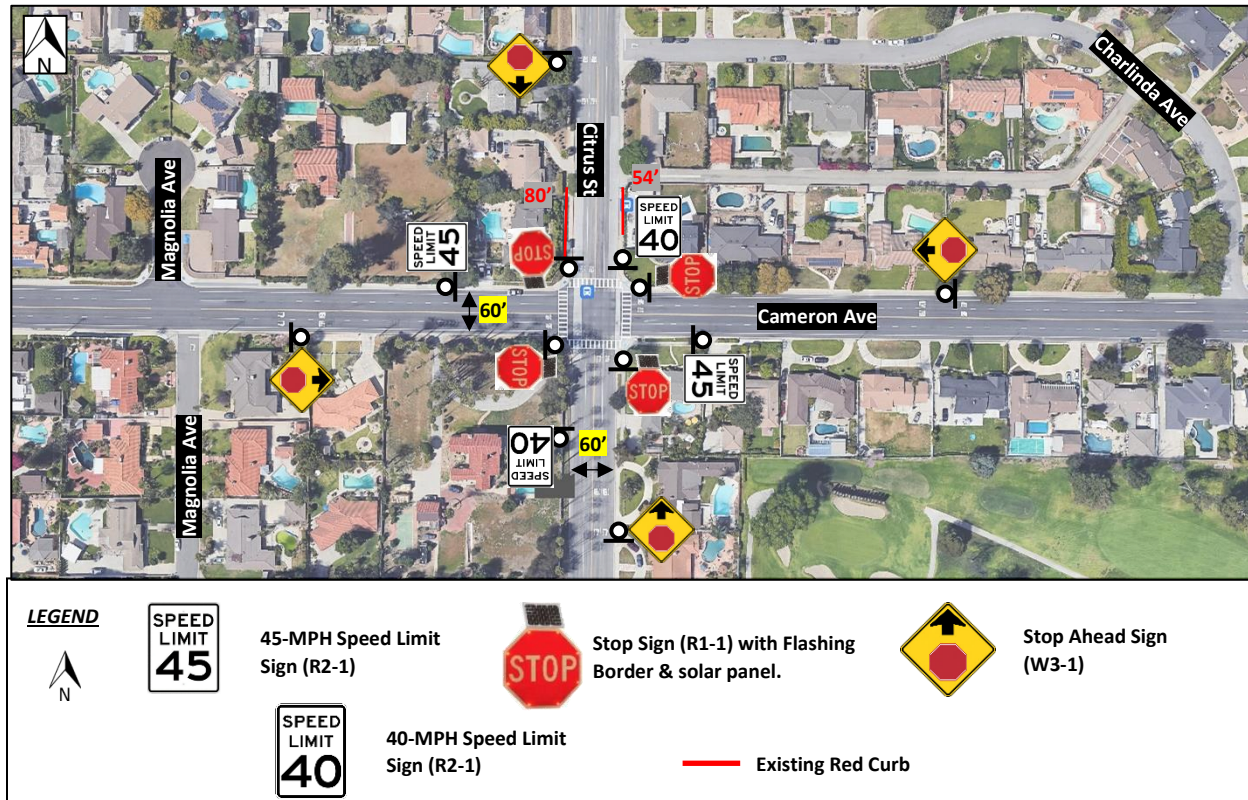 N
Citrus St
Charlinda Ave
Magnolia Ave
80’
54’
SPEED
LIMIT
45
STOP
SPEED
LIMIT
40
STOP
60’
Cameron Ave
STOP
STOP
SPEED
LIMIT
45
Magnolia Ave
SPEED
LIMIT
40
60’
LEGEND
N
SPEED
LIMIT
45
45-MPH Speed Limit
Sign (R2-1)
STOP
Stop Sign (R1-1) with Flashing
Border & solar panel.
Stop Ahead Sign
(W3-1)
SPEED
LIMIT
40
40-MPH Speed Limit
Sign (R2-1)
Existing Red Curb